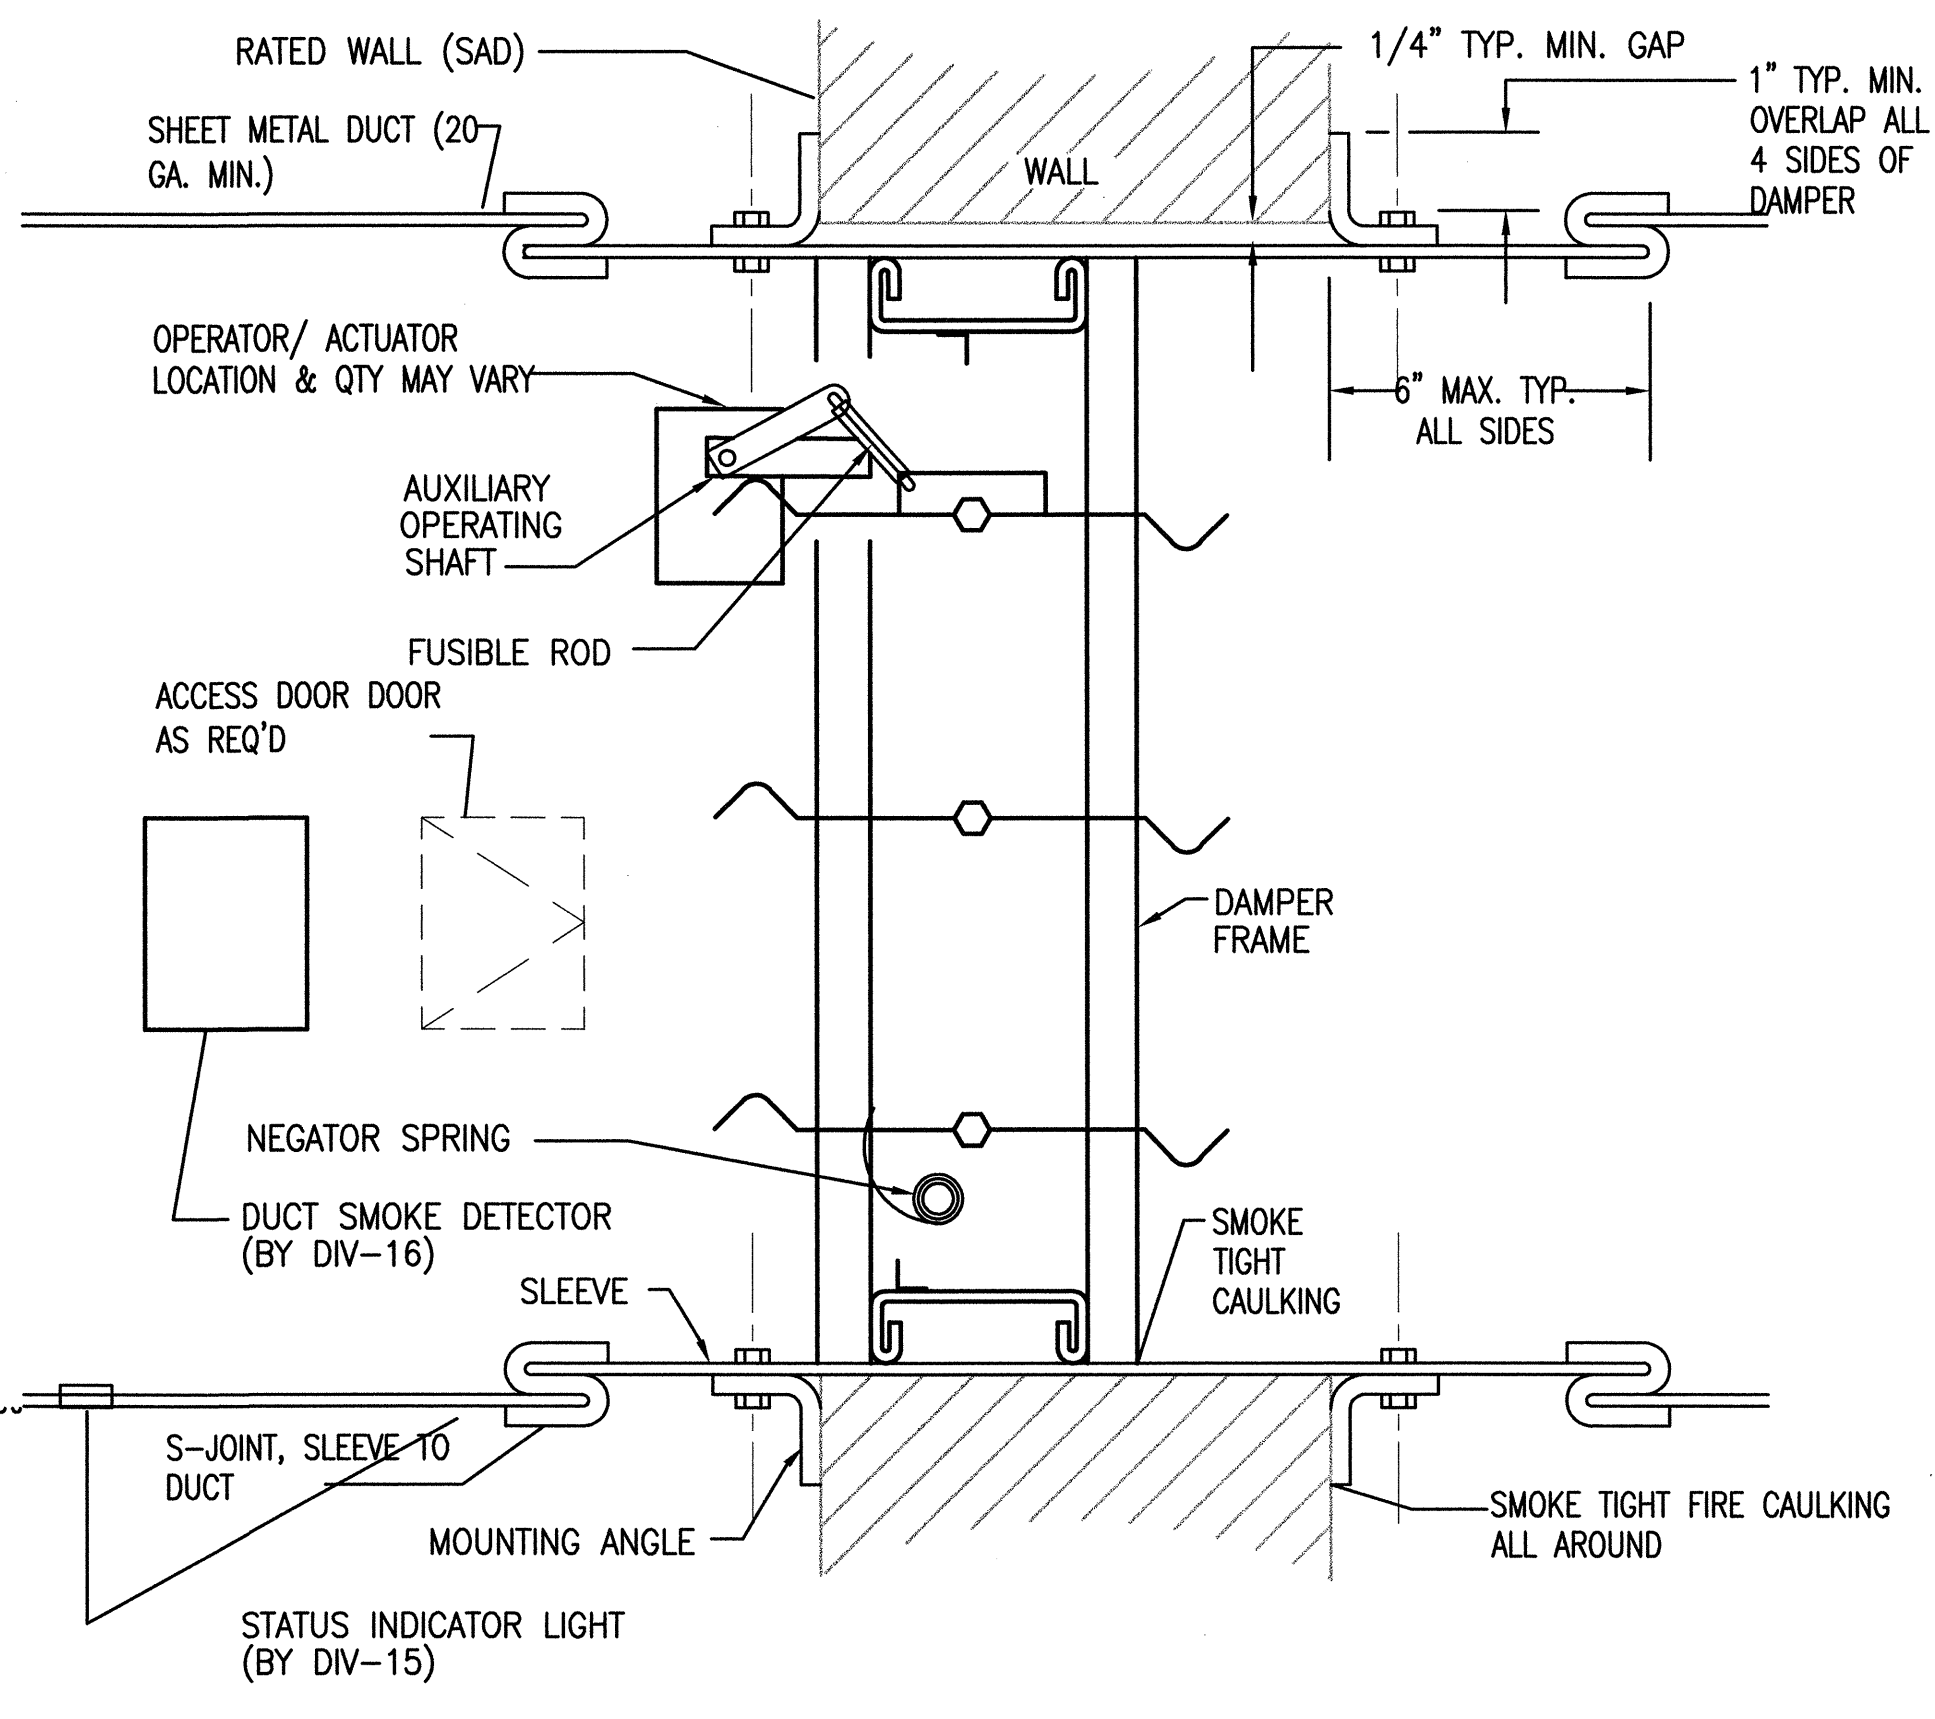 RATED WALL (SAD)
1/4" TYP. MIN. GAP
1" TYP. MIN.
OVERLAP ALL
4 SIDES OF
DAMPER
SHEET METAL DUCT (20
GA. MIN.)
WALL
OPERATOR/ ACTUATOR
LOCATION & QTY MAY VARY
6" MAX. TYP.
ALL SIDES
AUXILIARY
OPERATING
SHAFT
FUSIBLE ROD
ACCESS DOOR DOOR
AS REQ'D
DAMPER
FRAME
NEGATOR SPRING
DUCT SMOKE DETECTOR
(BY DIV-16)
SMOKE
TIGHT
CAULKING
SLEEVE
S-JOINT, SLEEVE TO
DUCT
MOUNTING ANGLE
SMOKE TIGHT FIRE CAULKING
ALL AROUND
STATUS INDICATOR LIGHT
(BY DIV-15)